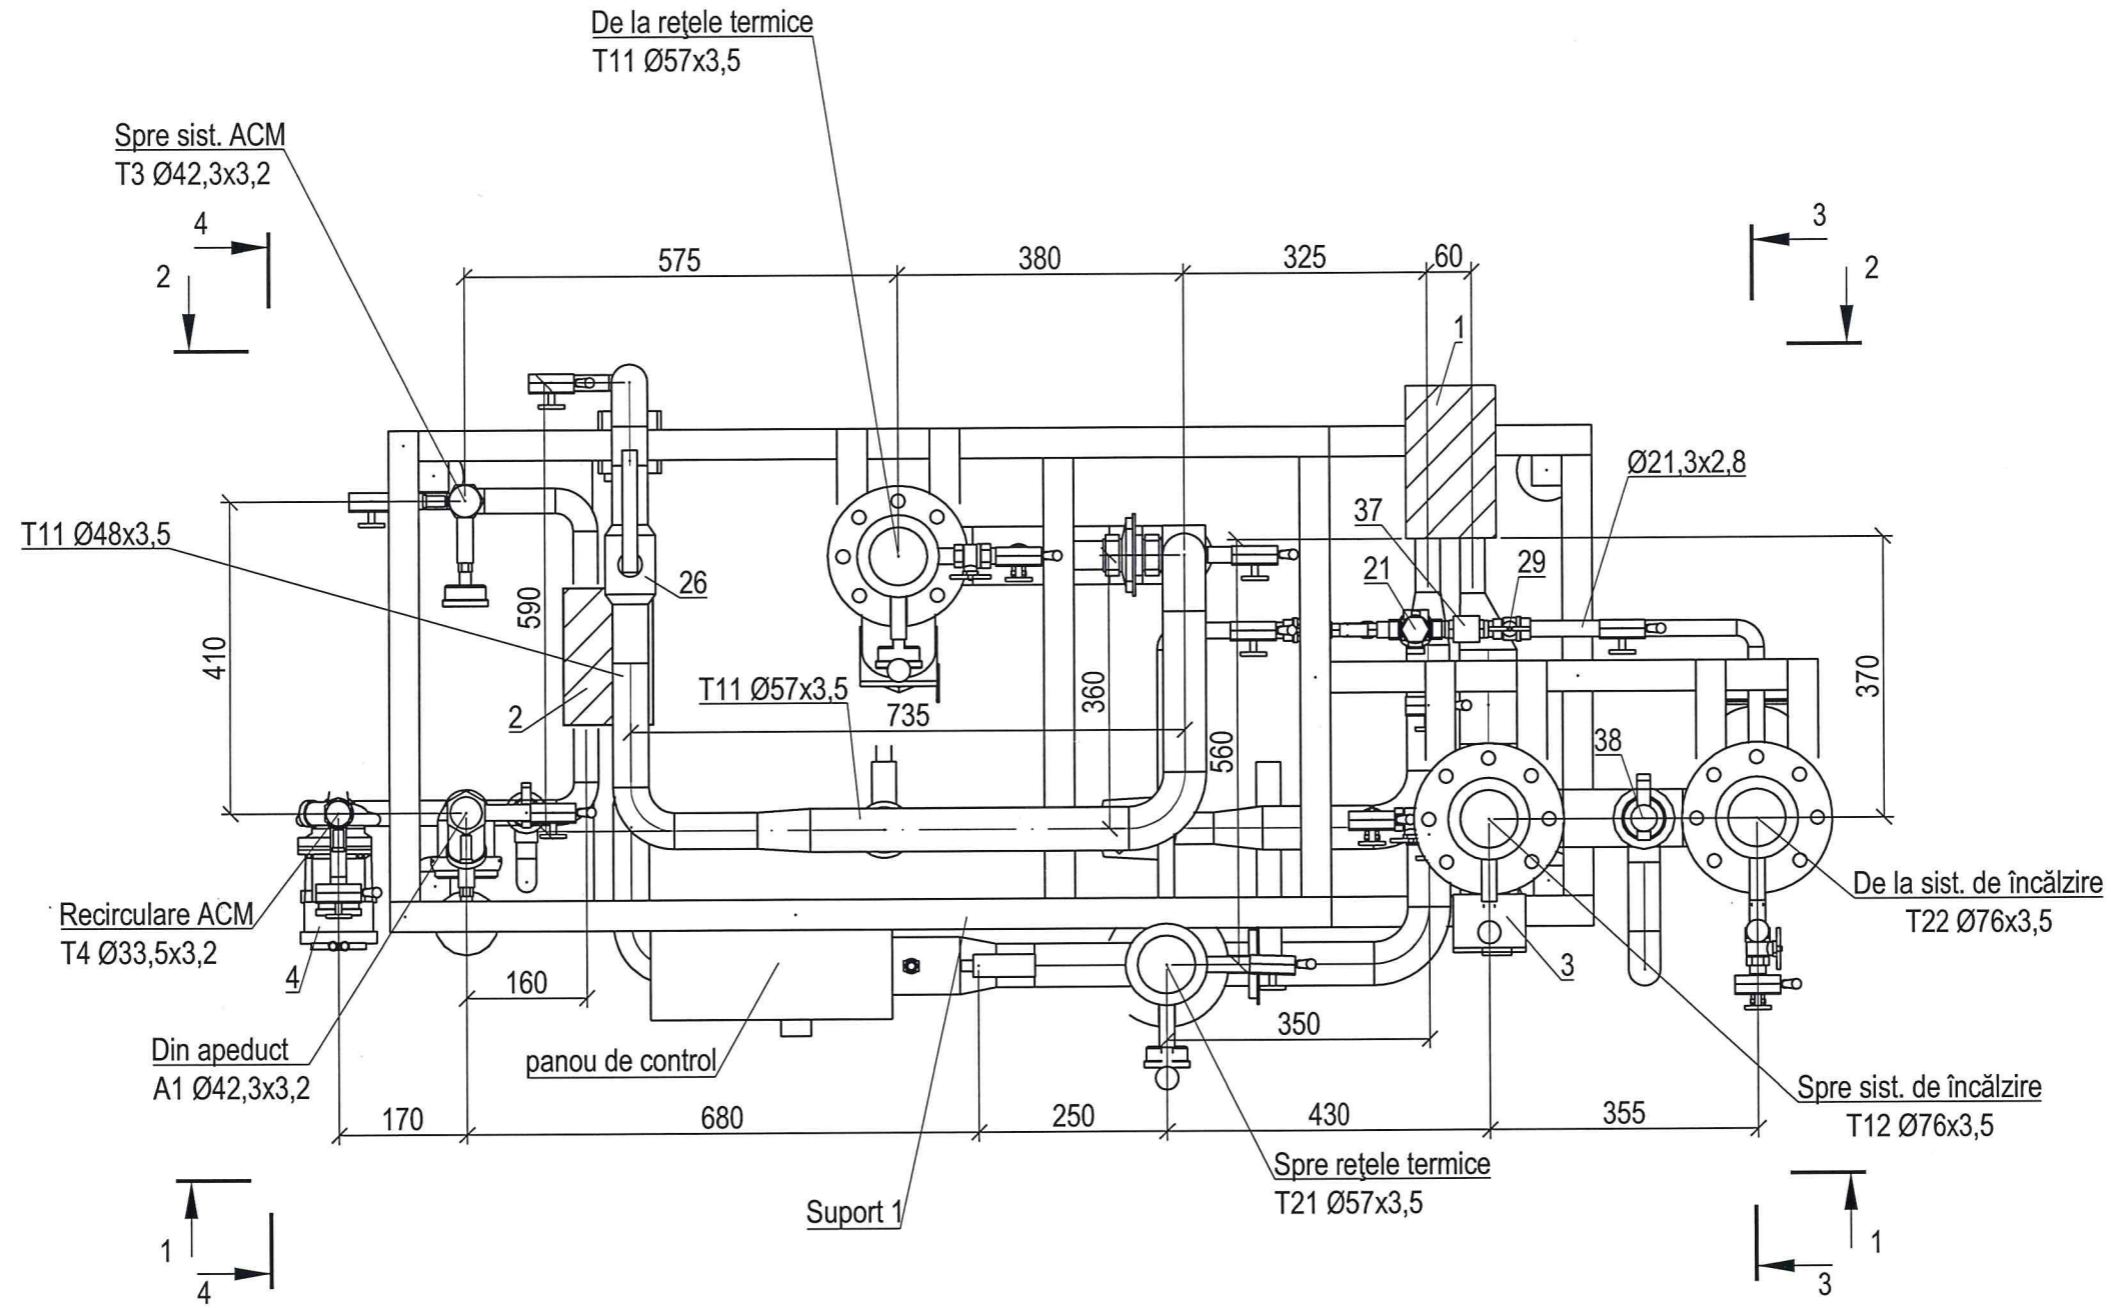 De la rețele termice
T11 Ø57x3,5
Spre sist. ACM
T3 Ø42,3x3,2
4
3
2
2
575
380
325
60
1
Ø21,3x2,8
37
T11 Ø48x3,5
26
21
29
590
410
T11 Ø57x3,5
360
370
2
735
560
38
De la sist. de încălzire
T22 Ø76x3,5
Recirculare ACM
T4 Ø33,5x3,2
4
3
160
350
Din apeduct
A1 Ø42,3x3,2
panou de control
Spre sist. de încălzire
T12 Ø76x3,5
170
680
250
430
355
Spre rețele termice
T21 Ø57x3,5
Suport 1
1
1
4
3